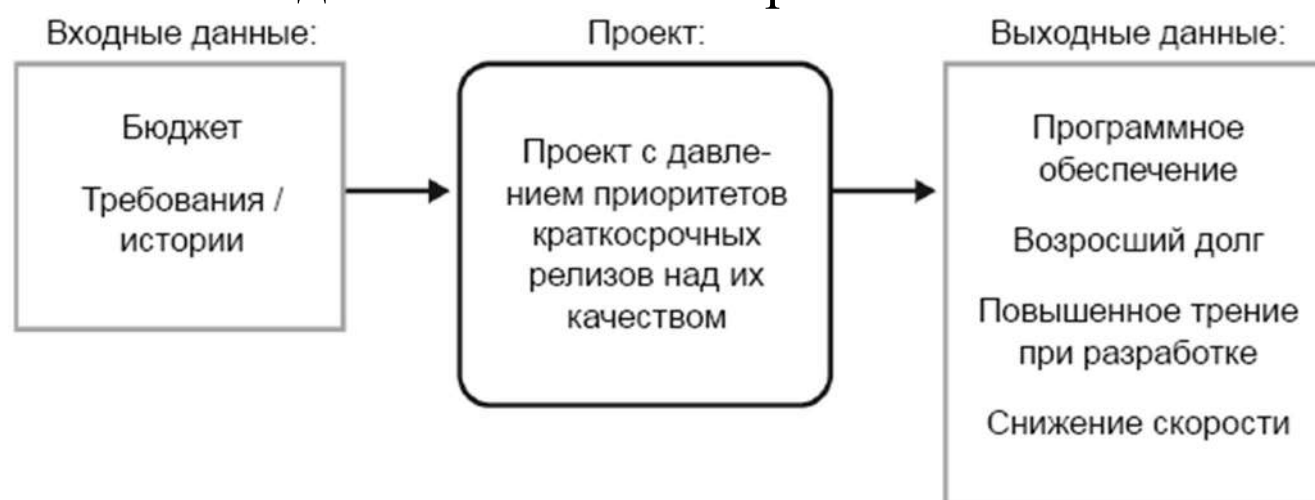 Входные данные:
Бюджет
Требования /
истории
Проект:
Проект с давле-
нием приоритетов
краткосрочных
релизов над их
качеством
Выходные данные:
Программное
обеспечение
Возросший долг
Повышенное трение
при разработке
Снижение скорости